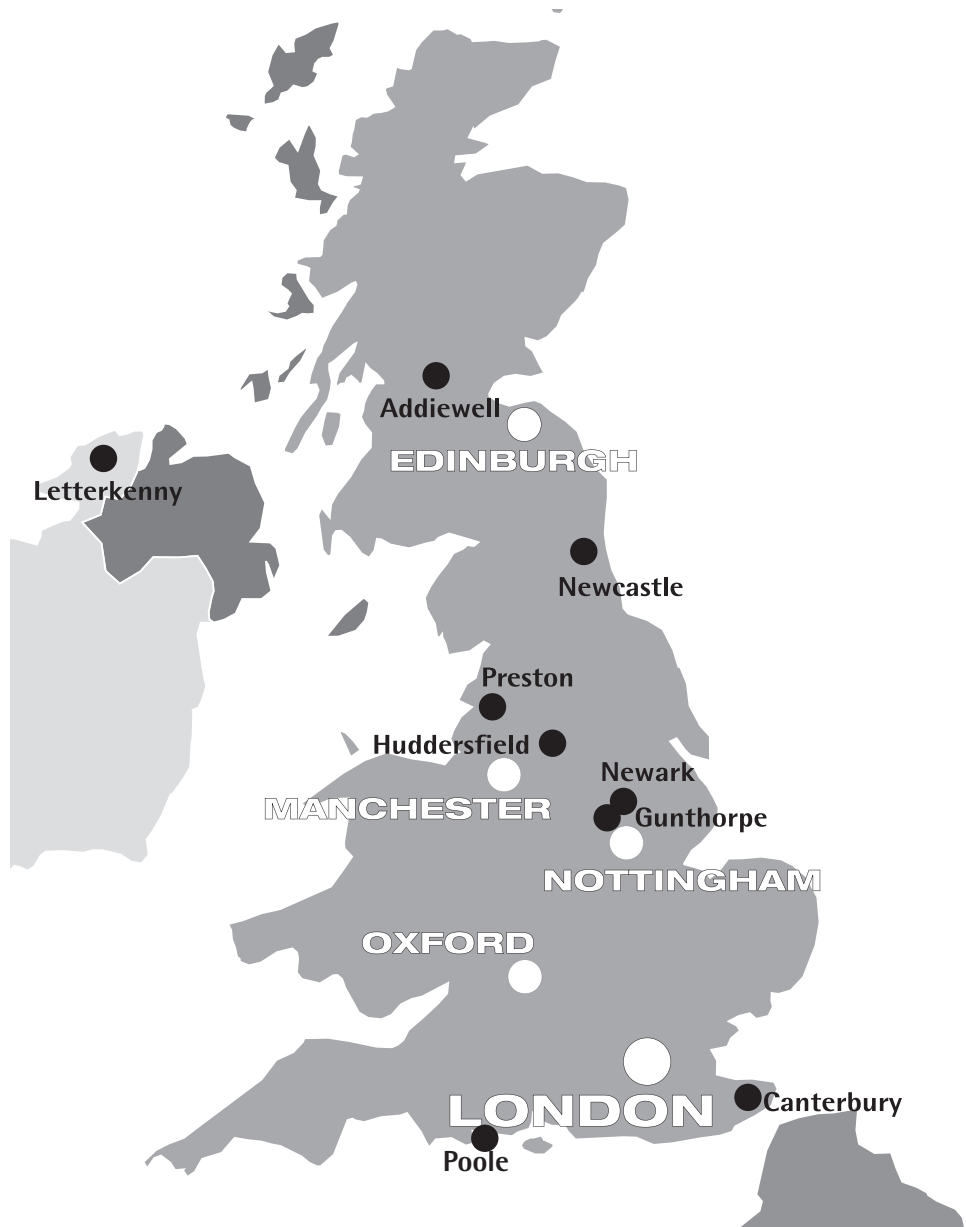 Addiewell
EDINBURGH
Letterkenny
Newcastle
Preston
Huddersfield
Newark
MANCHESTER
Gunthorpe
NOTTINGHAM
OXFORD
LONDON
Canterbury
Poole